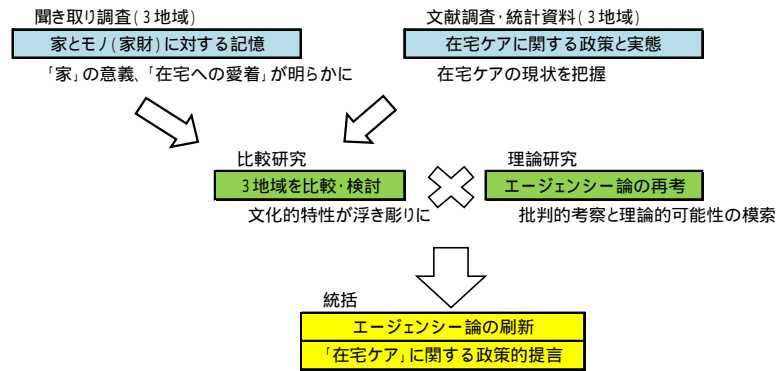 聞き取り調査(3地域)
家とモノ(家財)に対する記憶
「家」の意義、「在宅への愛着」が明らかに
文献調査・統計資料(3地域)
在宅ケアに関する政策と実態
在宅ケアの現状を把握
比較研究
3地域を比較・検討
文化的特性が浮き彫りに
理論研究
エージェンシー論の再考
批判的考察と理論的可能性の模索
統括
エージェンシー論の刷新
「在宅ケア」に関する政策的提言